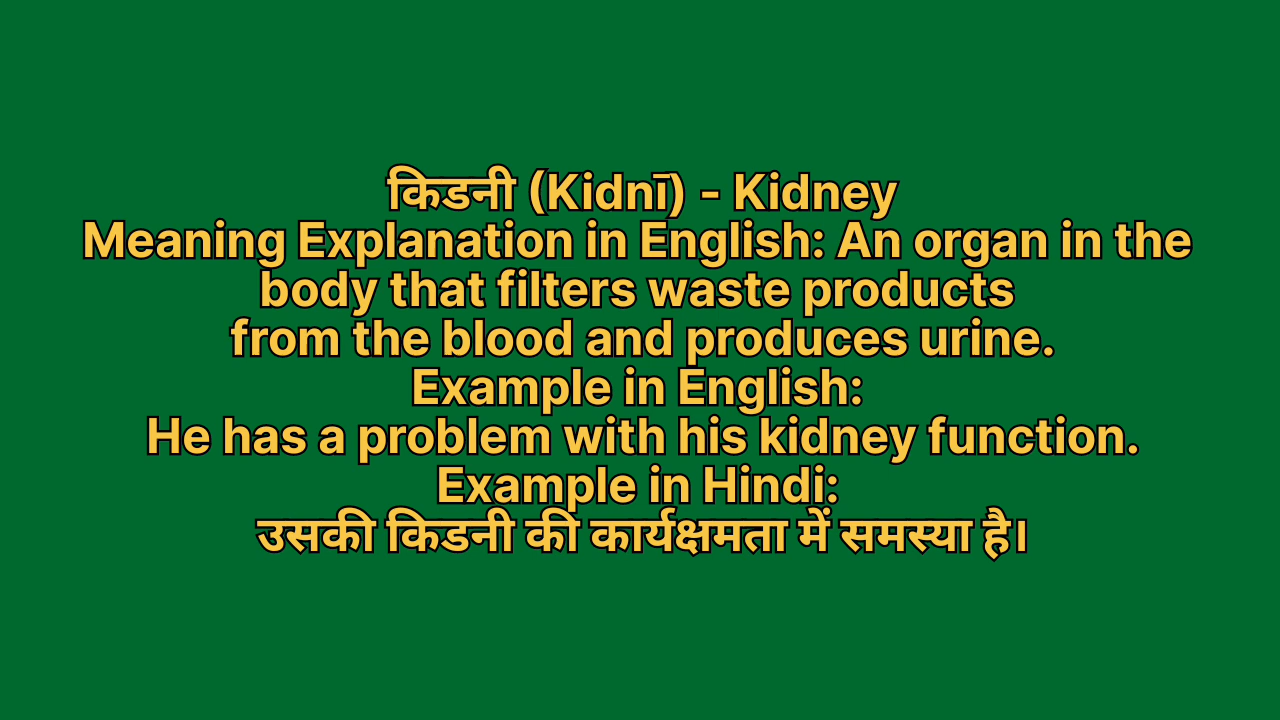 किडनी (Kidnī) - Kidney
Meaning Explanation in English: An organ in the
body that filters waste products
from the blood and produces urine.
Example in English:
He has a problem with his kidney function.
Example in Hindi:
उसकी किडनी की कार्यक्षमता में समस्या है।